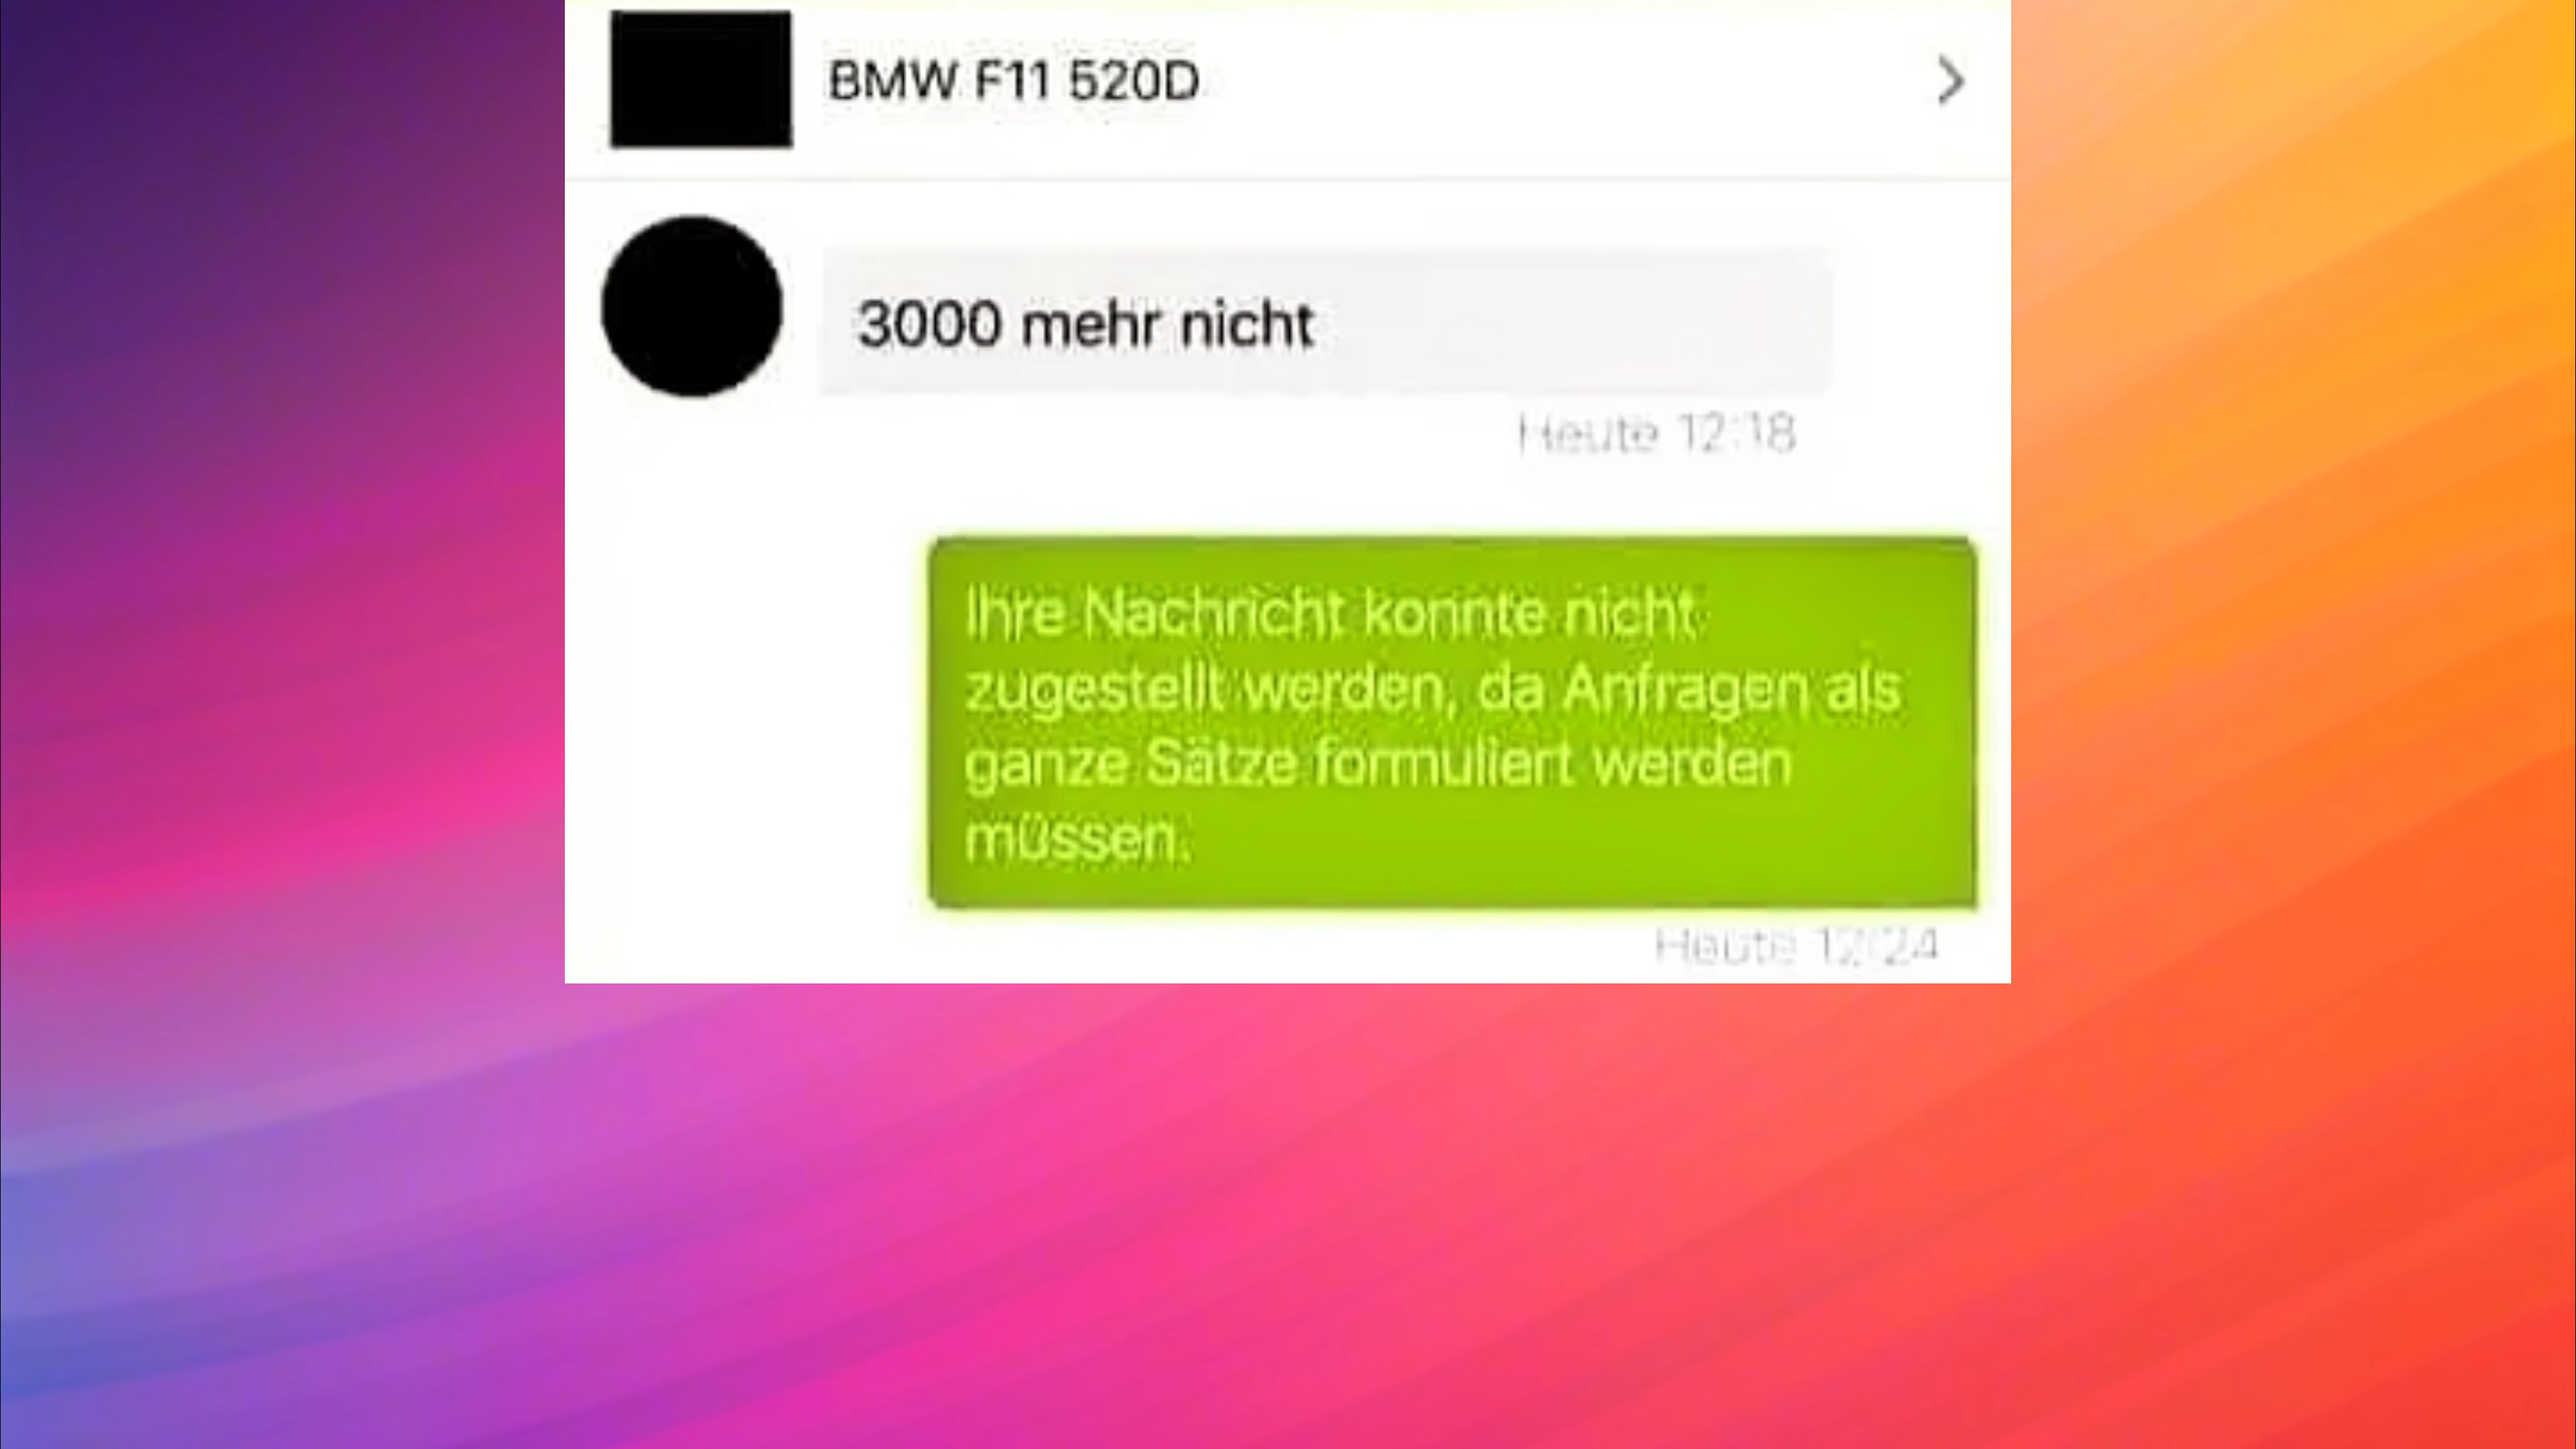 BMW F11 520D
3000 mehr nicht
Heute 12:18
Ihre Nachricht konnte nicht
zugestellt werden, da Anfragen als
ganze Sätze formuliert werden
müssen.
Heute 12:24